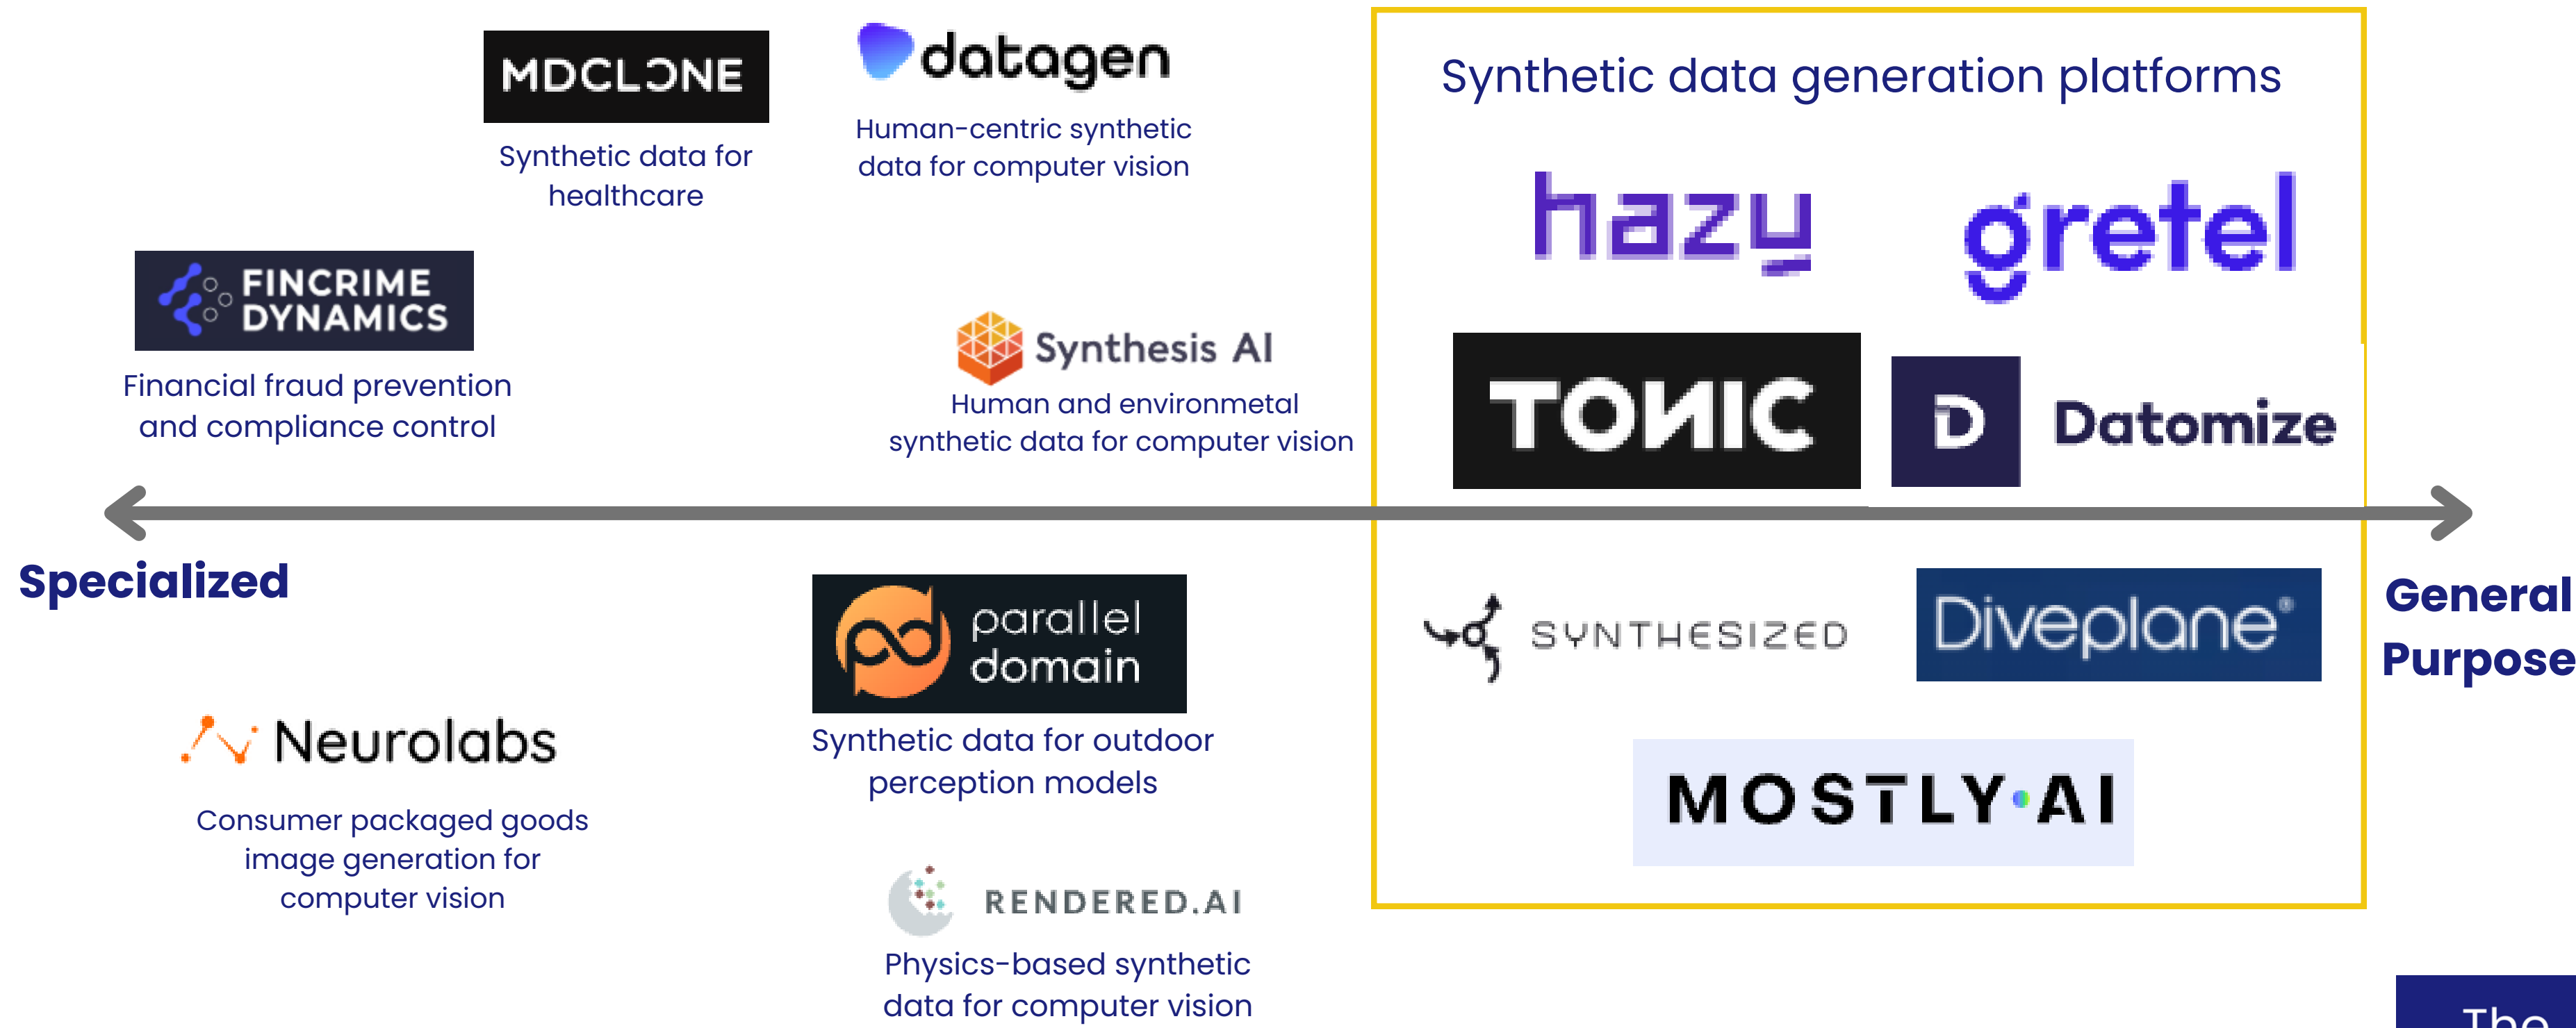 MDCLONE
Synthetic data for
healthcare
datagen
Human-centric synthetic
data for computer vision
FINCRIME
DYNAMICS
Financial fraud prevention
and compliance control
Synthesis AI
Human and environmetal
synthetic data for computer vision
Synthetic data generation platforms
hazy
gretel
TONIC
D Datomize
Specialized
General
Purpose
Neurolabs
Consumer packaged goods
image generation for
computer vision
pd
parallel
domain
Synthetic data for outdoor
perception models
RENDERED.AI
Physics-based synthetic
data for computer vision
SYNTHESIZED
Diveplane®
MOSTLY•AI
The